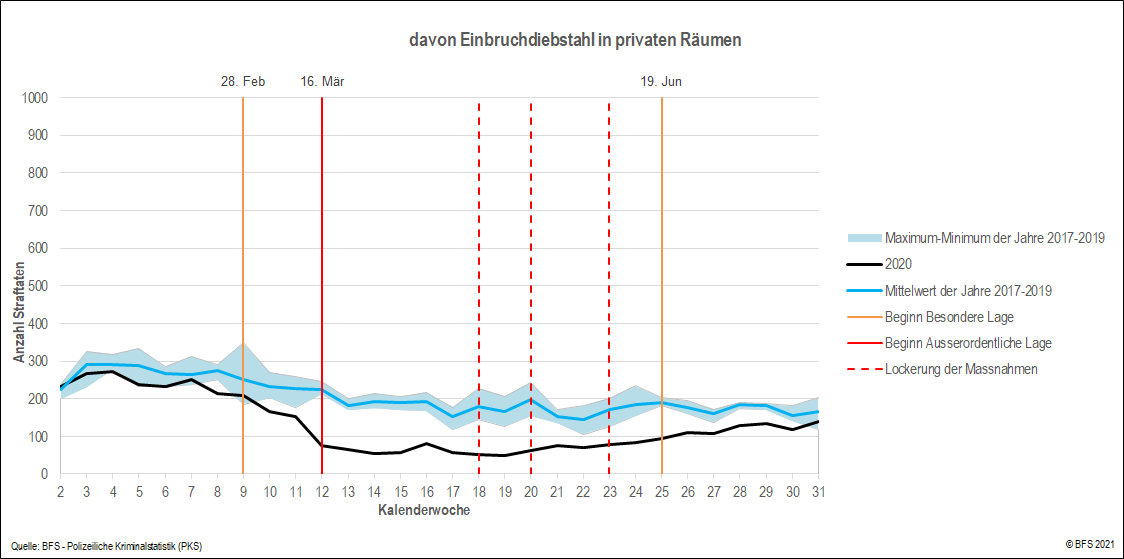 davon Einbruchdiebstahl in privaten Räumen
28. Feb 16. Mär 19. Jun
1000
900
800
700
600
500
400
300
200
100
0
Anzahl Straftaten
2 3 4 5 6 7 8 9 10 11 12 13 14 15 16 17 18 19 20 21 22 23 24 25 26 27 28 29 30 31
Kalenderwoche
Maximum-Minimum der Jahre 2017-2019
2020
Mittelwert der Jahre 2017-2019
Beginn Besondere Lage
Beginn Ausserordentliche Lage
Lockerung der Massnahmen
Quelle: BFS - Polizeiliche Kriminalstatistik (PKS) © BFS 2021